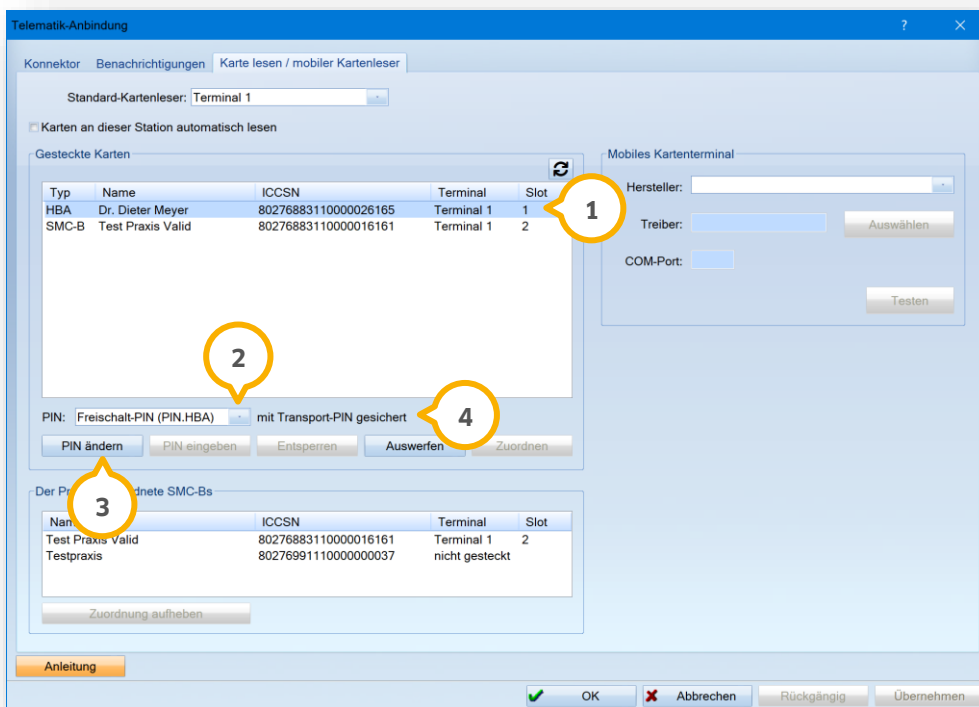 Telematik-Anbindung ? ×
Konnektor Benachrichtigungen Karte lesen / mobiler Kartenleser
Standard-Kartenleser: Terminal 1
Karten an dieser Station automatisch lesen
Gesteckte Karten
Typ Name ICCSN Terminal Slot
HBA Dr. Dieter Meyer 80276883110000026165 Terminal 1 1
SMC-B Test Praxis Valid 80276883110000016161 Terminal 1 2
1
Mobiles Kartenterminal
Hersteller:
Treiber: Auswählen
COM-Port:
Testen
2
PIN: Freischalt-PIN (PIN.HBA) mit Transport-PIN gesichert
4
PIN ändern PIN eingeben Entsperren Auswerfen Zuordnen
3
Der dnete SMC-Bs
ICCSN Terminal Slot
Test Praxis Valid 80276883110000016161 Terminal 1 2
Testpraxis 80276991110000000037 nicht gesteckt
Zuordnung aufheben
Anleitung
OK Abbrechen Rückgängig Übernehmen